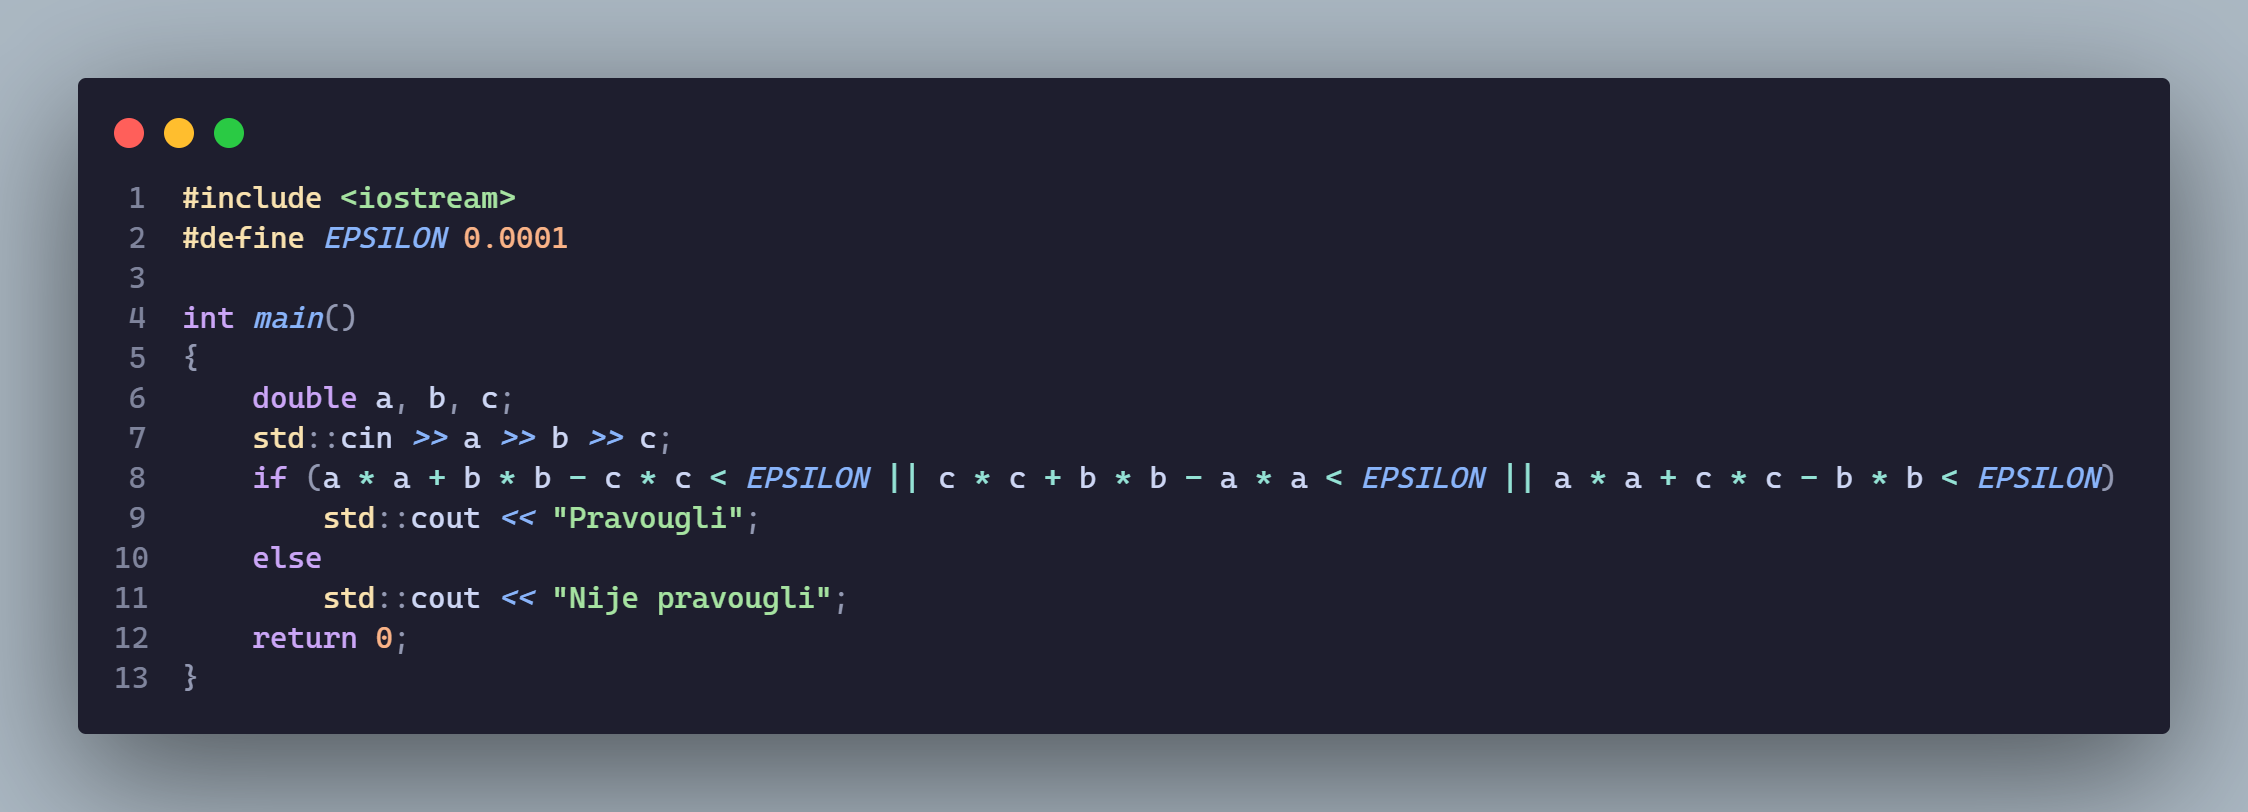 1 #include <iostream>
2 #define EPSILON 0.0001
3
4 int main()
5 {
6     double a, b, c;
7     std::cin >> a >> b >> c;
8     if (a * a + b * b - c * c < EPSILON || c * c + b * b - a * a < EPSILON || a * a + c * c - b * b < EPSILON)
9         std::cout << "Pravougli";
10     else
11         std::cout << "Nije pravougli";
12     return 0;
13 }